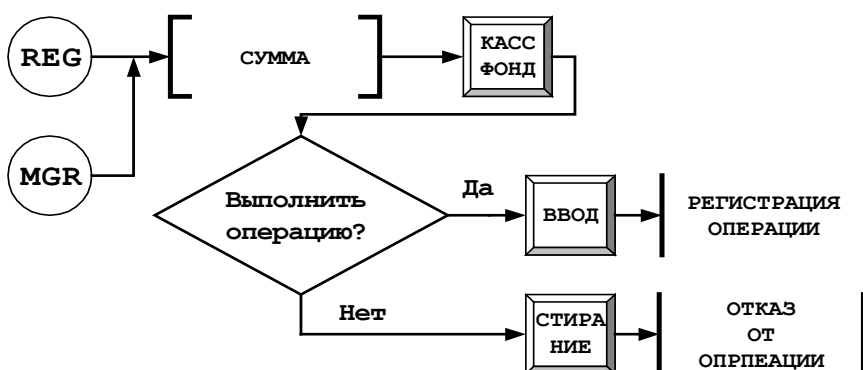 REG
СУММА
КАСС
ФОНД
MGR
Выполнить
операцию?
Да
ВВОД
РЕГИСТРАЦИЯ
ОПЕРАЦИИ
Нет
СТИРА
НИЕ
ОТКАЗ
ОТ
ОПРПЕАЦИИ